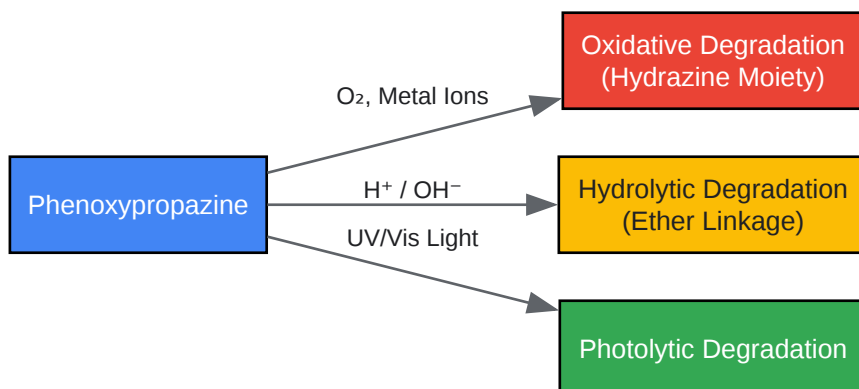 Oxidative Degradation
(Hydrazine Moiety)
O₂, Metal Ions
Phenoxypropazine
H⁺ / OH⁻
Hydrolytic Degradation
(Ether Linkage)
UV/Vis Light
Photolytic Degradation